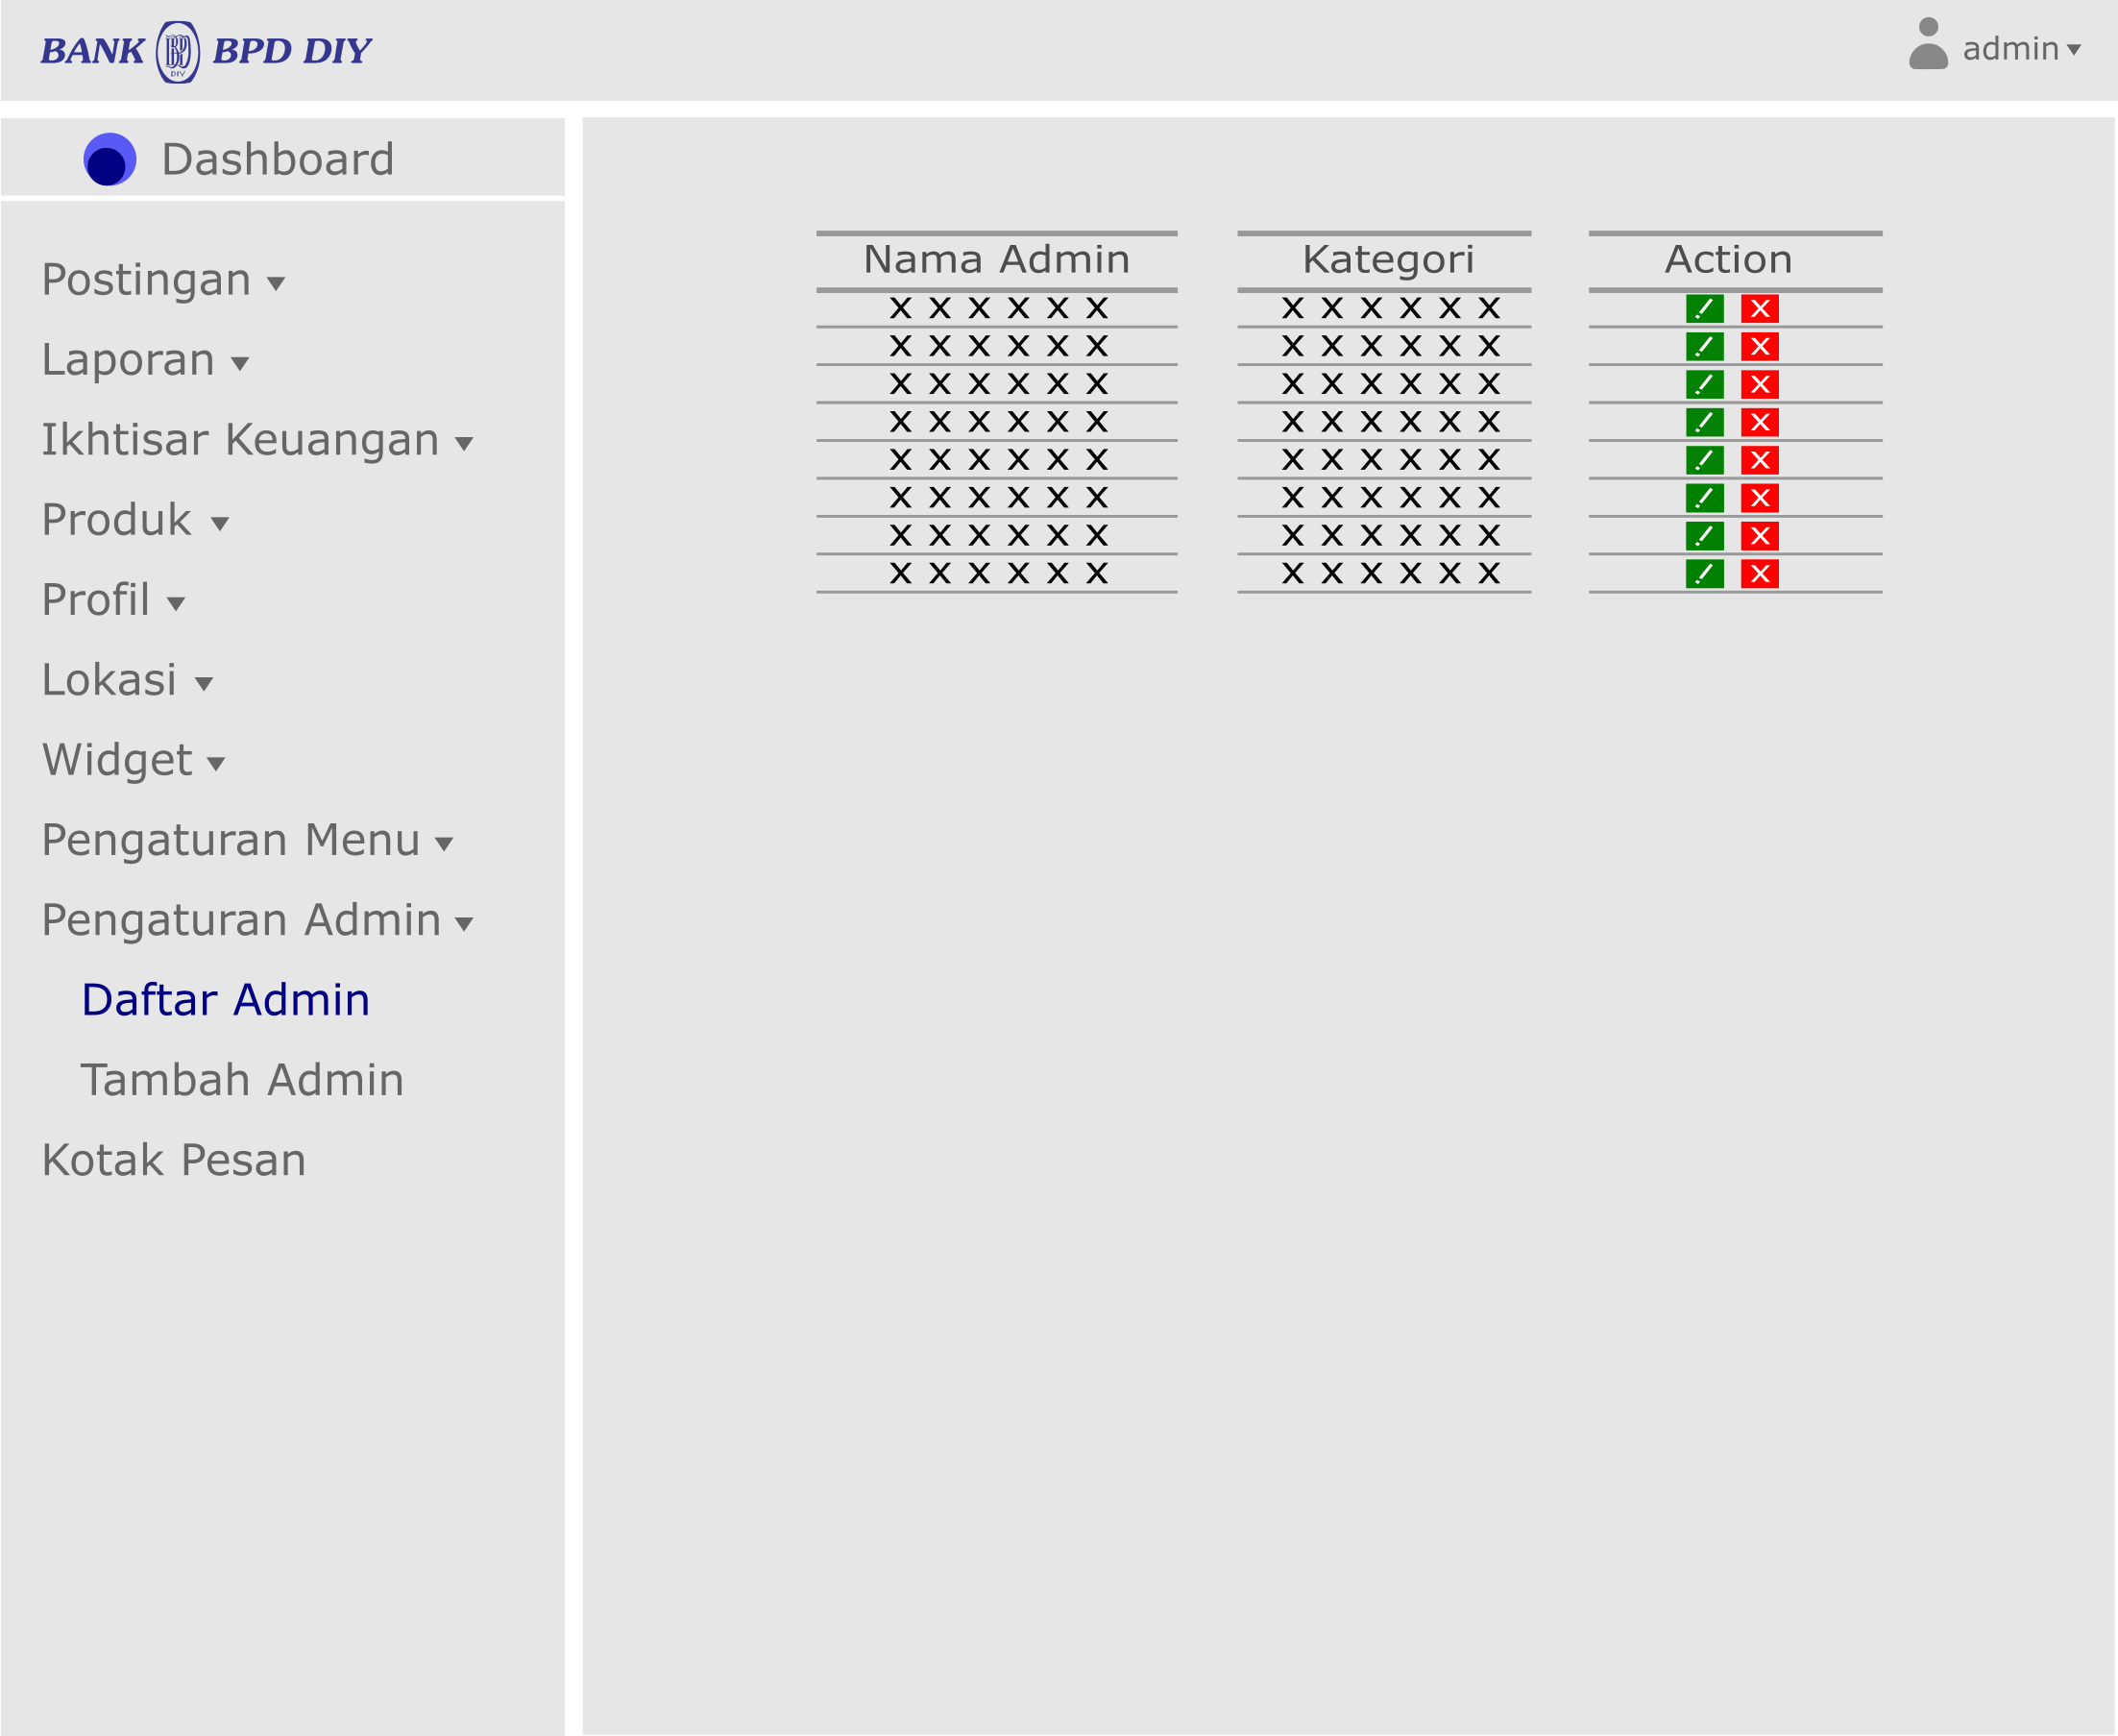 BANK BPD DIY
admin
Dashboard
Postingan
Laporan
Ikhtisar Keuangan
Produk
Profil
Lokasi
Widget
Pengaturan Menu
Pengaturan Admin
Daftar Admin
Tambah Admin
Kotak Pesan
Nama Admin Kategori Action
X X X X X X X X X X X X X
X X X X X X X X X X X X X
X X X X X X X X X X X X X
X X X X X X X X X X X X X
X X X X X X X X X X X X X
X X X X X X X X X X X X X
X X X X X X X X X X X X X
X X X X X X X X X X X X X